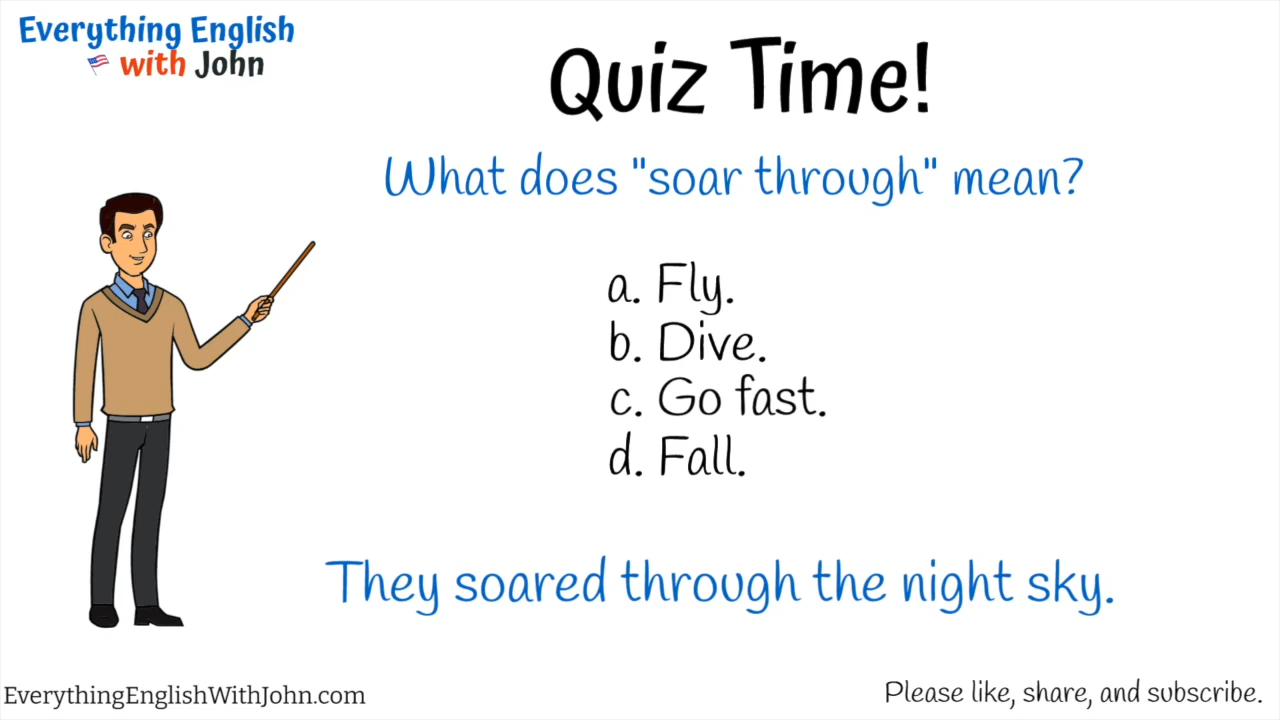 Everything English
with John
Quiz Time!
What does "soar through" mean?
a. Fly.
b. Dive.
c. Go fast.
d. Fall.
They soared through the night sky.
EverythingEnglishWithJohn.com
Please like, share, and subscribe.